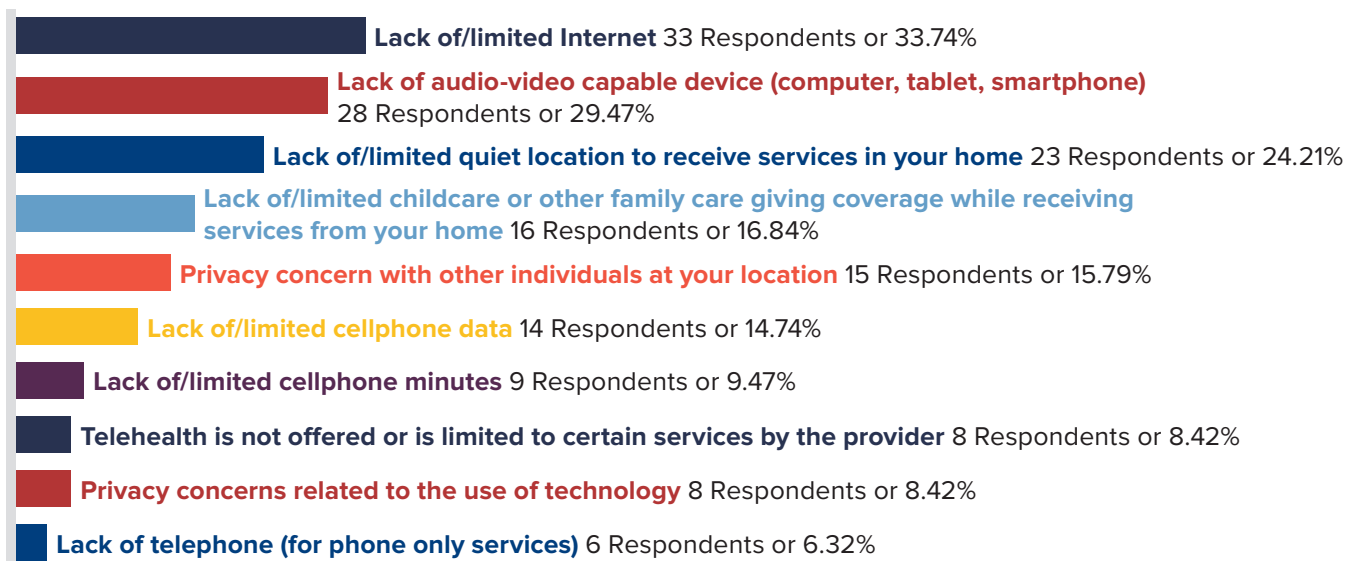 Lack of/limited Internet 33 Respondents or 33.74%
Lack of audio-video capable device (computer, tablet, smartphone)
28 Respondents or 29.47%
Lack of/limited quiet location to receive services in your home 23 Respondents or 24.21%
Lack of/limited childcare or other family care giving coverage while receiving
services from your home 16 Respondents or 16.84%
Privacy concern with other individuals at your location 15 Respondents or 15.79%
Lack of/limited cellphone data 14 Respondents or 14.74%
Lack of/limited cellphone minutes 9 Respondents or 9.47%
Telehealth is not offered or is limited to certain services by the provider 8 Respondents or 8.42%
Privacy concerns related to the use of technology 8 Respondents or 8.42%
Lack of telephone (for phone only services) 6 Respondents or 6.32%